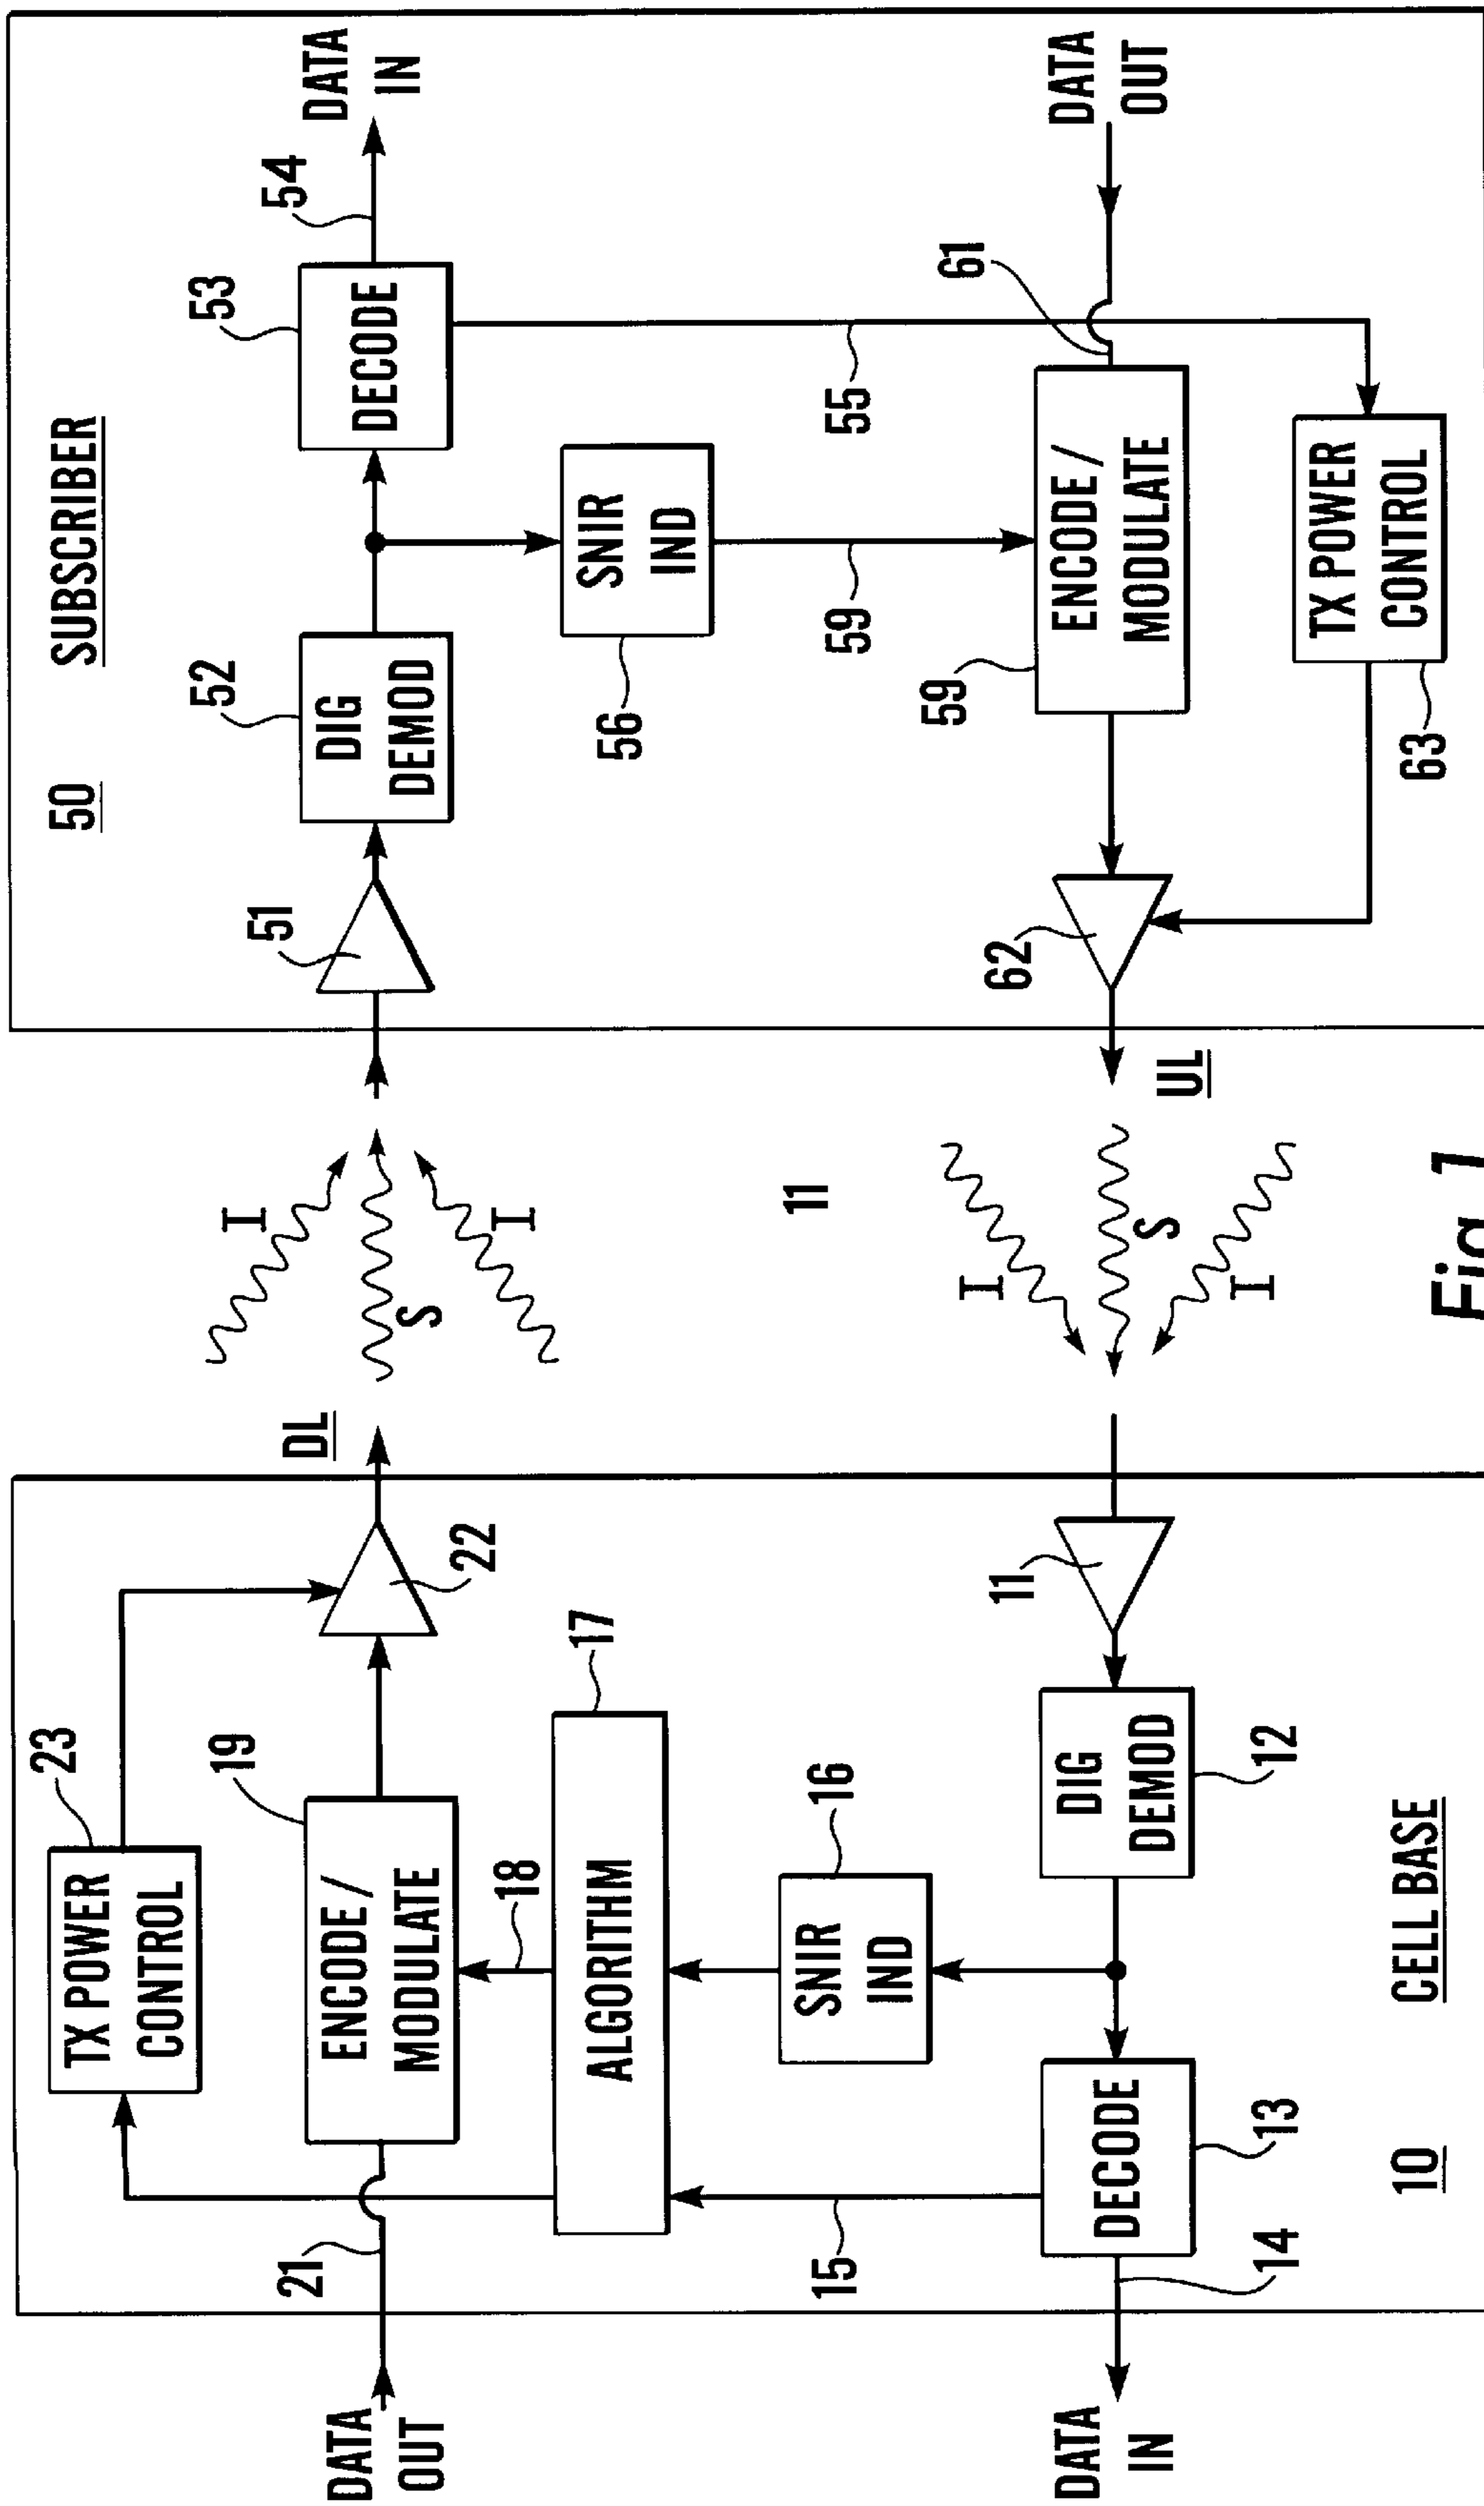 50
SUBSCRIBER
51
52
DIG
DEMOD
53
DECODE
54
DATA
IN
56
SNIR
IND
59
55
59
ENCODE/
MODULATE
61
DATA
OUT
62
63
TX POWER
CONTROL
DL
I
S
I
11
I
S
I
UL
23
TX POWER
CONTROL
19
ENCODE/
MODULATE
22
21
DATA
OUT
18
17
ALGORITHM
16
SNIR
IND
15
11
DIG
DEMOD
12
DECODE
13
14
DATA
IN
10
CELL BASE
Fig 1